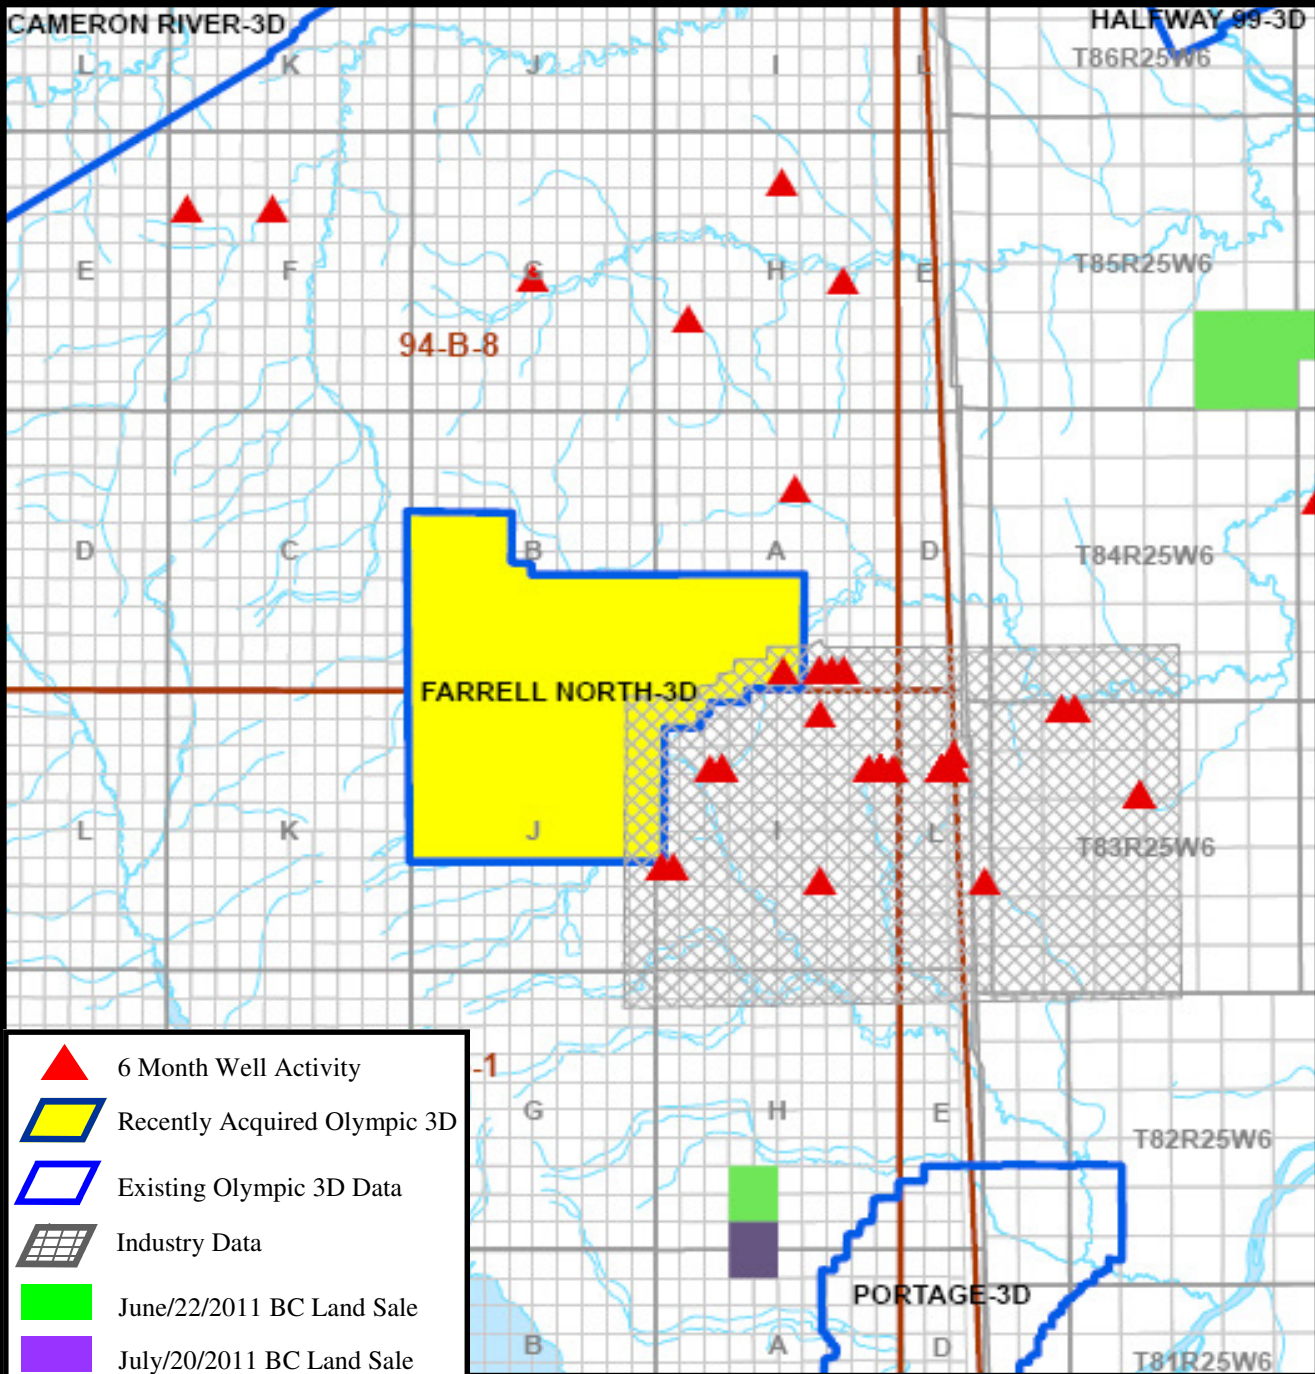 CAMERON RIVER-3D
HALFWAY 99-3D
L K J I L T86R25W6
E F G H E T85R25W6
94-B-8
D C B A D T84R25W6
FARRELL NORTH-3D
L K J I L T83R25W6
-1
G H E T82R25W6
PORTAGE-3D
B A D T81R25W6
6 Month Well Activity
Recently Acquired Olympic 3D
Existing Olympic 3D Data
Industry Data
June/22/2011 BC Land Sale
July/20/2011 BC Land Sale